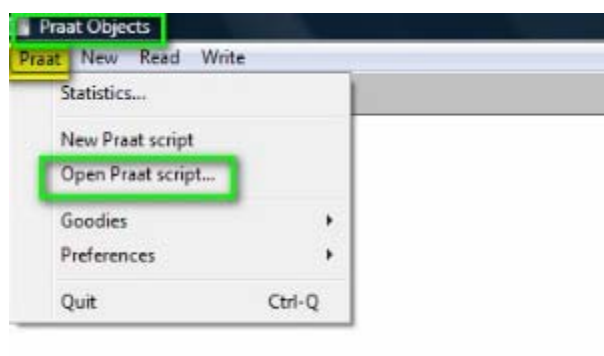 Praat Objects
Praat New Read Write
Statistics...
New Praat script
Open Praat script...
Goodies
Preferences
Quit Ctrl-Q